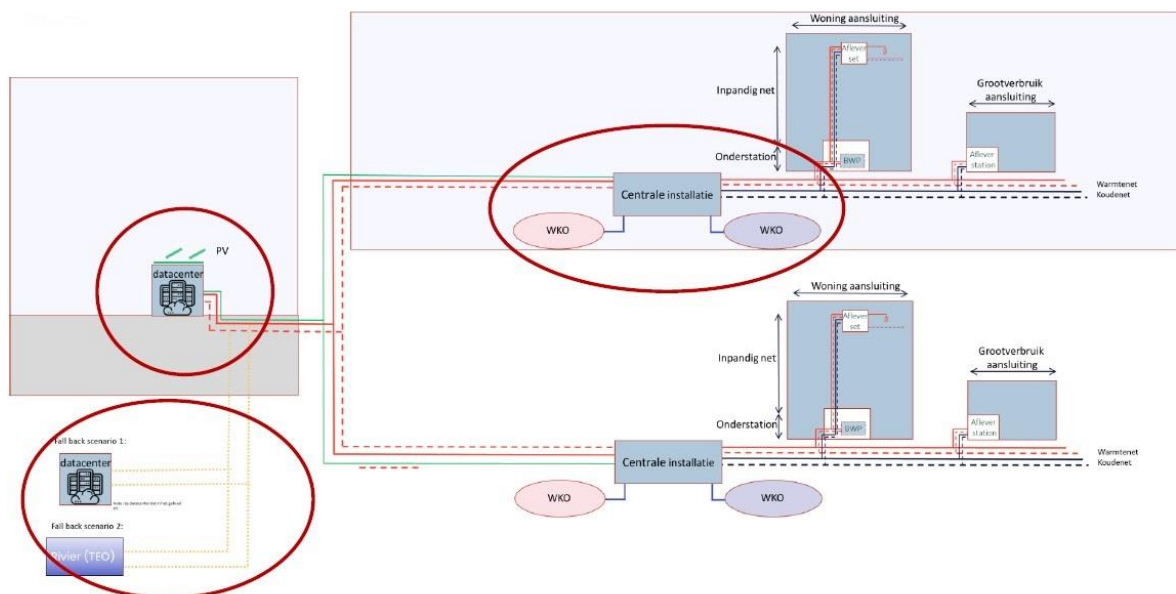 Woning aansluiting
Aflever
set
Inpandig net
Grootverbruik
aansluiting
Onderstation
BWP
Aflever
station
Centrale installatie
Warmtenet
Koudenet
WKO
WKO
PV
datacenter
Woning aansluiting
Aflever
set
Inpandig net
Grootverbruik
aansluiting
Onderstation
BWP
Aflever
station
Centrale installatie
Warmtenet
Koudenet
WKO
WKO
Fall back scenario 1:
datacenter
Fall back scenario 2:
Rivier (TEO)